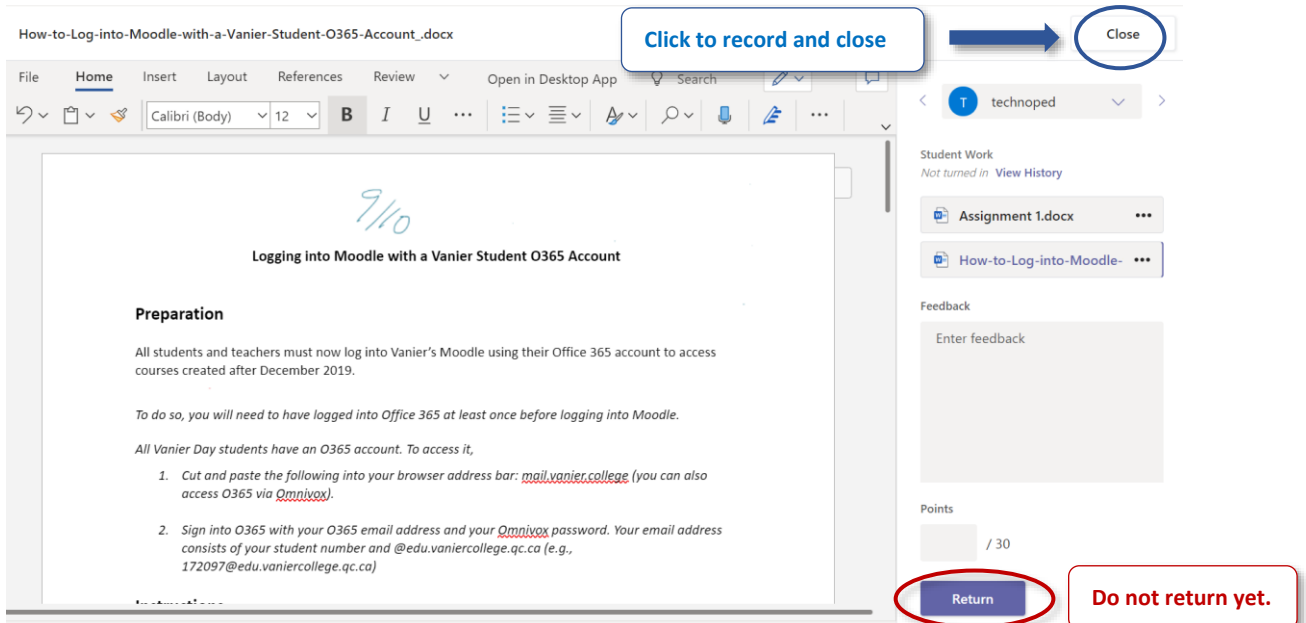 How-to-Log-into-Moodle-with-a-Vanier-Student-O365-Account_.docx
Click to record and close
Close
File Home Insert Layout References Review Open in Desktop App Search
Calibri (Body) 12 B I U ...
technoped
T
9/10
Logging into Moodle with a Vanier Student O365 Account
Preparation
All students and teachers must now log into Vanier's Moodle using their Office 365 account to access
courses created after December 2019.
To do so, you will need to have logged into Office 365 at least once before logging into Moodle.
All Vanier Day students have an O365 account. To access it,
1. Cut and paste the following into your browser address bar: mail.vanier.college (you can also
access O365 via Omnivox).
2. Sign into O365 with your O365 email address and your Omnivox password. Your email address
consists of your student number and @edu.vaniercollege.qc.ca (e.g.,
172097@edu.vaniercollege.qc.ca)
Student Work
Not turned in View History
Assignment 1.docx
How-to-Log-into-Moodle-
Feedback
Enter feedback
Points
/ 30
Return
Do not return yet.